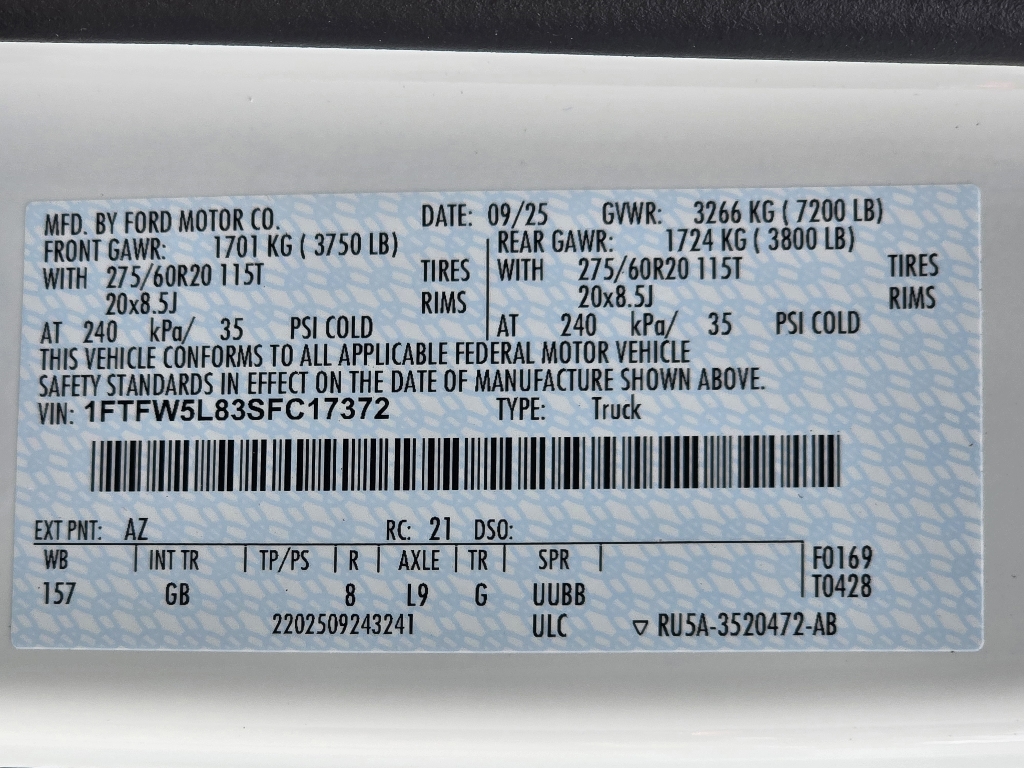 MFD. BY FORD MOTOR CO. DATE: 09/25 GVWR: 3266 KG ( 7200 LB)
FRONT GAWR: 1701 KG ( 3750 LB) REAR GAWR: 1724 KG ( 3800 LB)
WITH 275/60R20 115T TIRES WITH 275/60R20 115T TIRES
20x8.5J RIMS 20x8.5J RIMS
AT 240 kPa/ 35 PSI COLD AT 240 kPa/ 35 PSI COLD
THIS VEHICLE CONFORMS TO ALL APPLICABLE FEDERAL MOTOR VEHICLE
SAFETY STANDARDS IN EFFECT ON THE DATE OF MANUFACTURE SHOWN ABOVE.
VIN: 1FTFW5L83SFC17372 TYPE: Truck
EXT PNT: AZ RC: 21 DSO:
WB INT TR TP/PS R AXLE TR SPR F0169
157 GB 8 L9 G UUBB T0428
2202509243241 ULC ▽ RU5A-3520472-AB